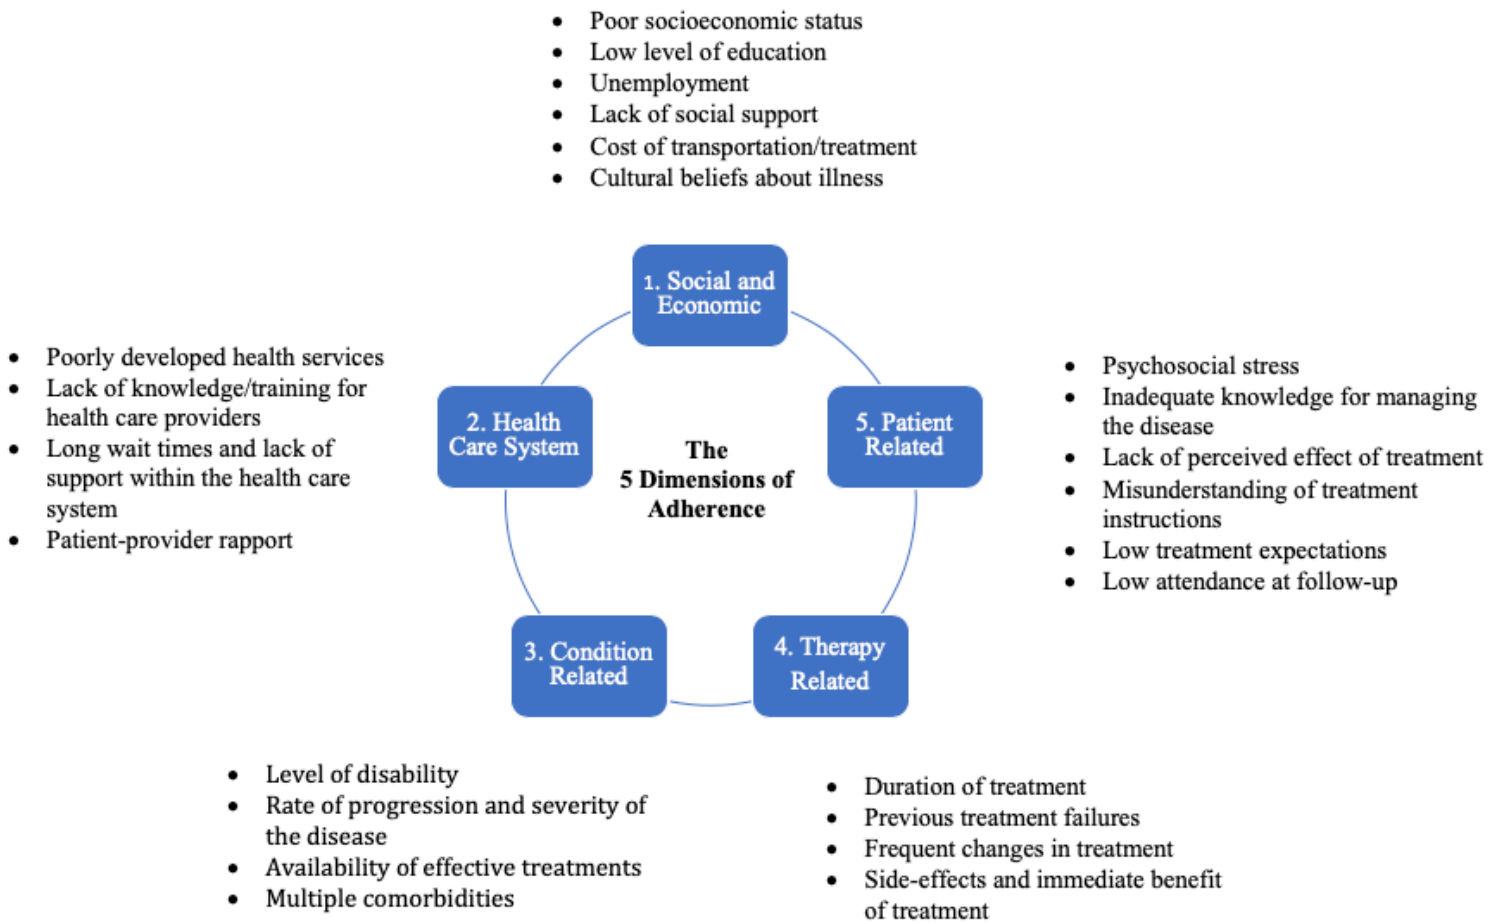 • Poor socioeconomic status
• Low level of education
• Unemployment
• Lack of social support
• Cost of transportation/treatment
• Cultural beliefs about illness
1. Social and
Economic
• Poorly developed health services
• Lack of knowledge/training for
health care providers
• Long wait times and lack of
support within the health care
system
• Patient-provider rapport
2. Health
Care System
The
5 Dimensions of
Adherence
5. Patient
Related
• Psychosocial stress
• Inadequate knowledge for managing
the disease
• Lack of perceived effect of treatment
• Misunderstanding of treatment
instructions
• Low treatment expectations
• Low attendance at follow-up
3. Condition
Related
4. Therapy
Related
• Level of disability
• Rate of progression and severity of
the disease
• Availability of effective treatments
• Multiple comorbidities
• Duration of treatment
• Previous treatment failures
• Frequent changes in treatment
• Side-effects and immediate benefit
of treatment